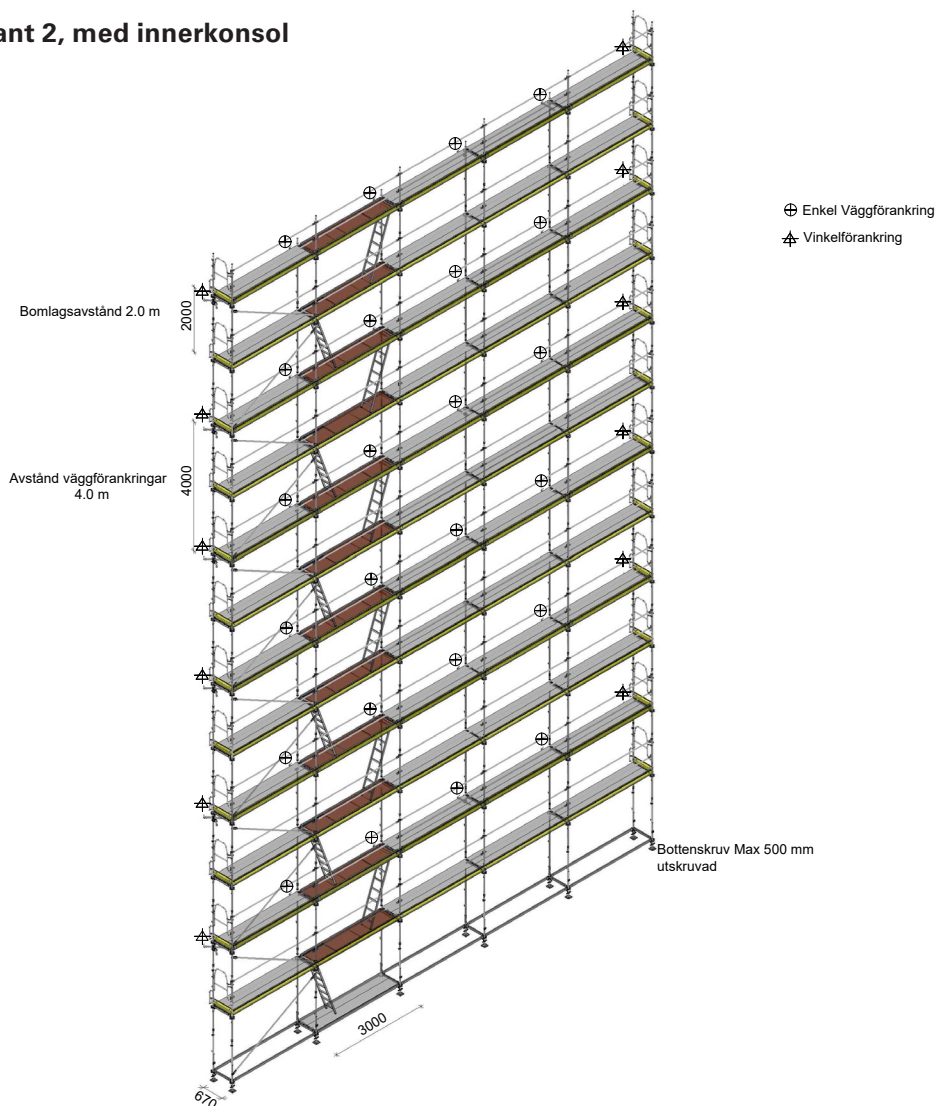 ant 2, med innerkonsol
Enkel Väggförankring
Vinkelförankring
Bomlagsavstånd 2.0 m
2000
Avstånd väggförankringar
4.0 m
4000
Bottenskruv Max 500 mm
utskruvad
3000
670